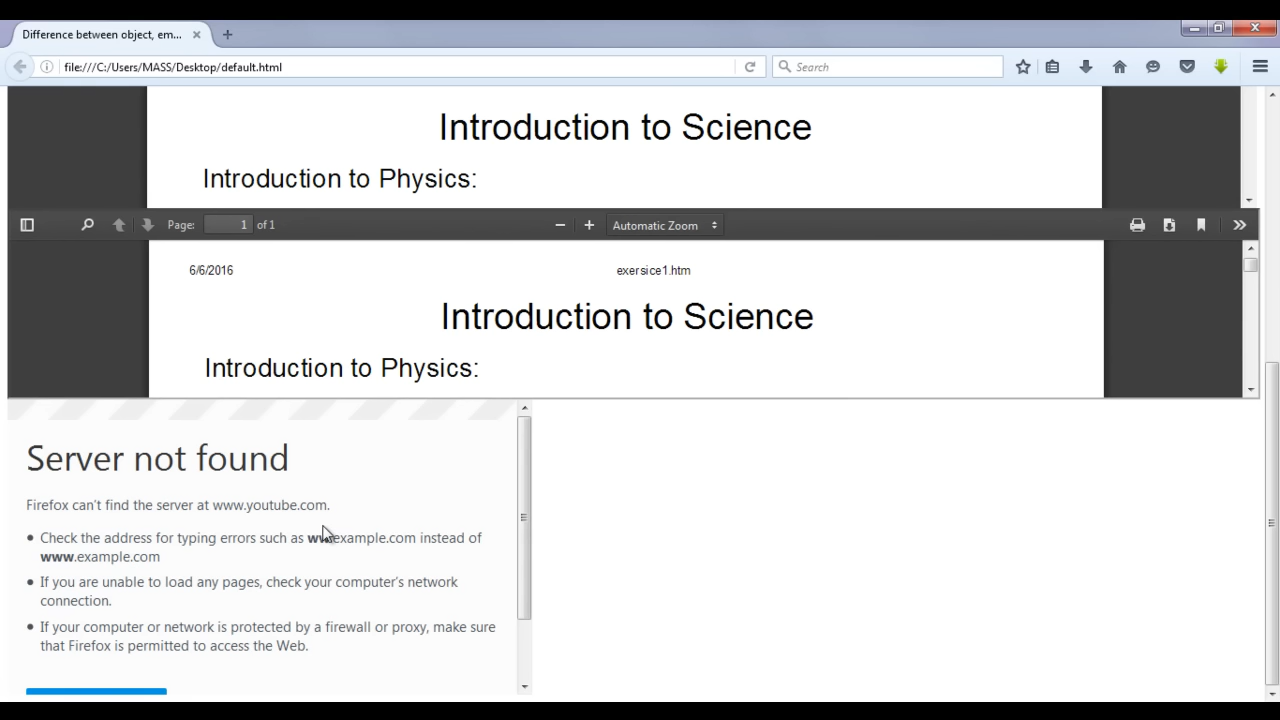 Difference between object, em...
file:///C:/Users/MASS/Desktop/default.html
Search
Introduction to Science
Introduction to Physics:
Page: 1 of 1
Automatic Zoom
6/6/2016 exersice1.htm
Introduction to Science
Introduction to Physics:
Server not found
Firefox can't find the server at www.youtube.com.
Check the address for typing errors such as ww.example.com instead of
www.example.com
If you are unable to load any pages, check your computer's network
connection.
If your computer or network is protected by a firewall or proxy, make sure
that Firefox is permitted to access the Web.